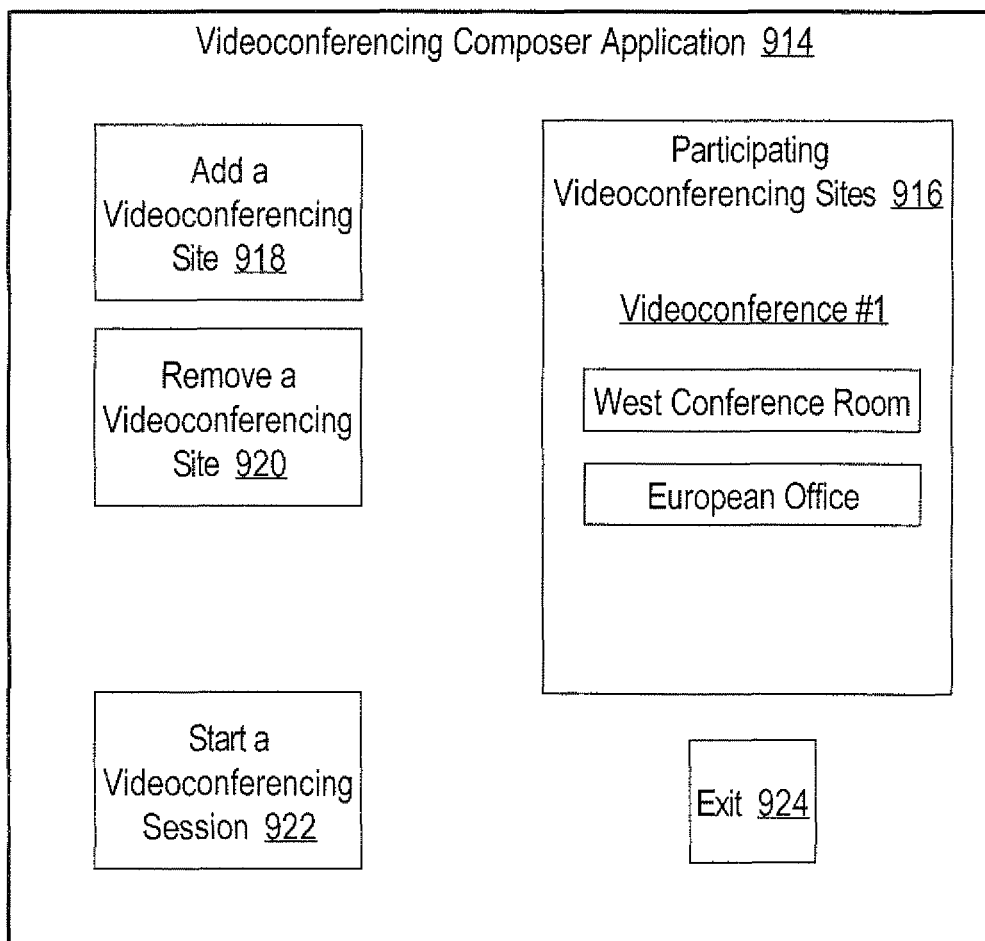 Videoconferencing Composer Application 914
Add a
Videoconferencing
Site 918
Remove a
Videoconferencing
Site 920
Start a
Videoconferencing
Session 922
Participating
Videoconferencing Sites 916
Videoconference #1
West Conference Room
European Office
Exit 924